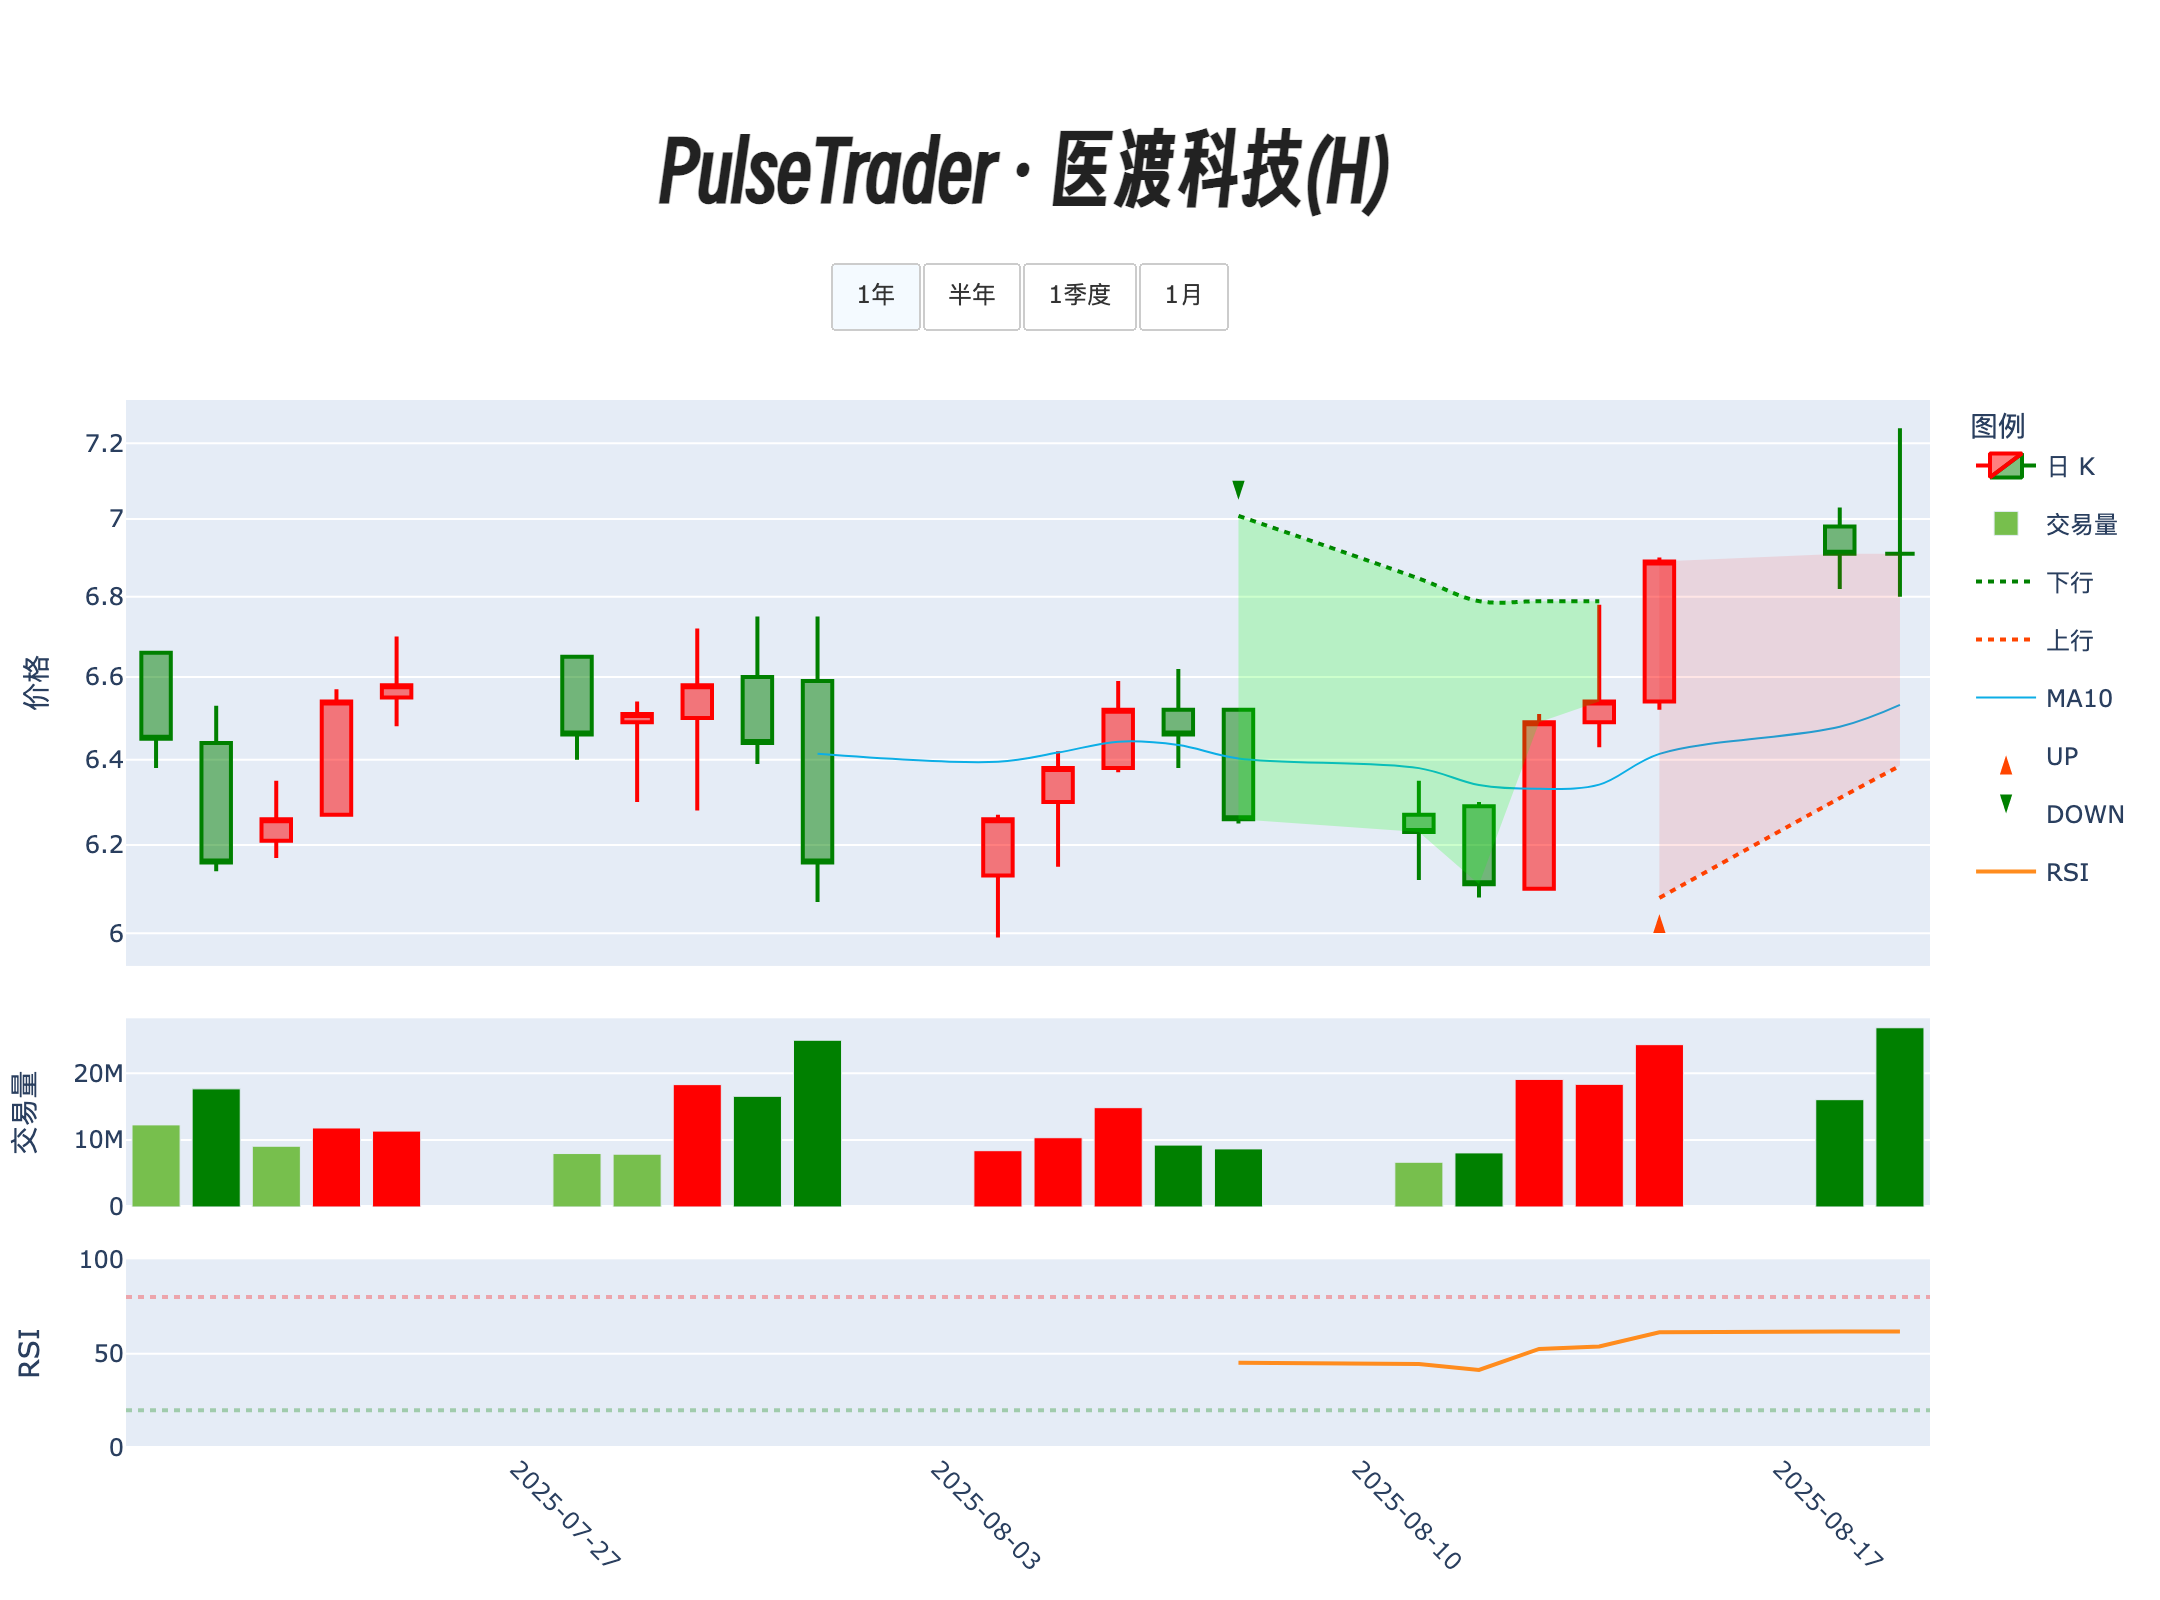 PulseTrader · 医渡科技(H)
1年 半年 1季度 1月
图例
日 K
交易量
下行
上行
MA10
UP
DOWN
RSI
价格
7.2
7
6.8
6.6
6.4
6.2
6
交易量
20M
10M
0
RSI
100
50
0
2025-07-27
2025-08-03
2025-08-10
2025-08-17